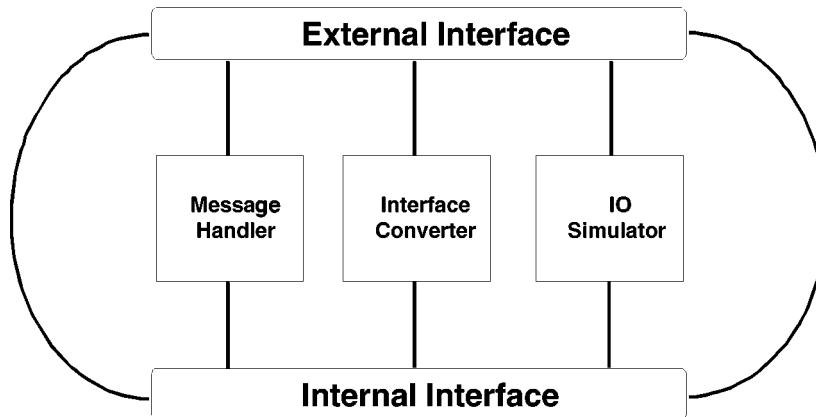 External Interface
Message
Handler
Interface
Converter
IO
Simulator
Internal Interface